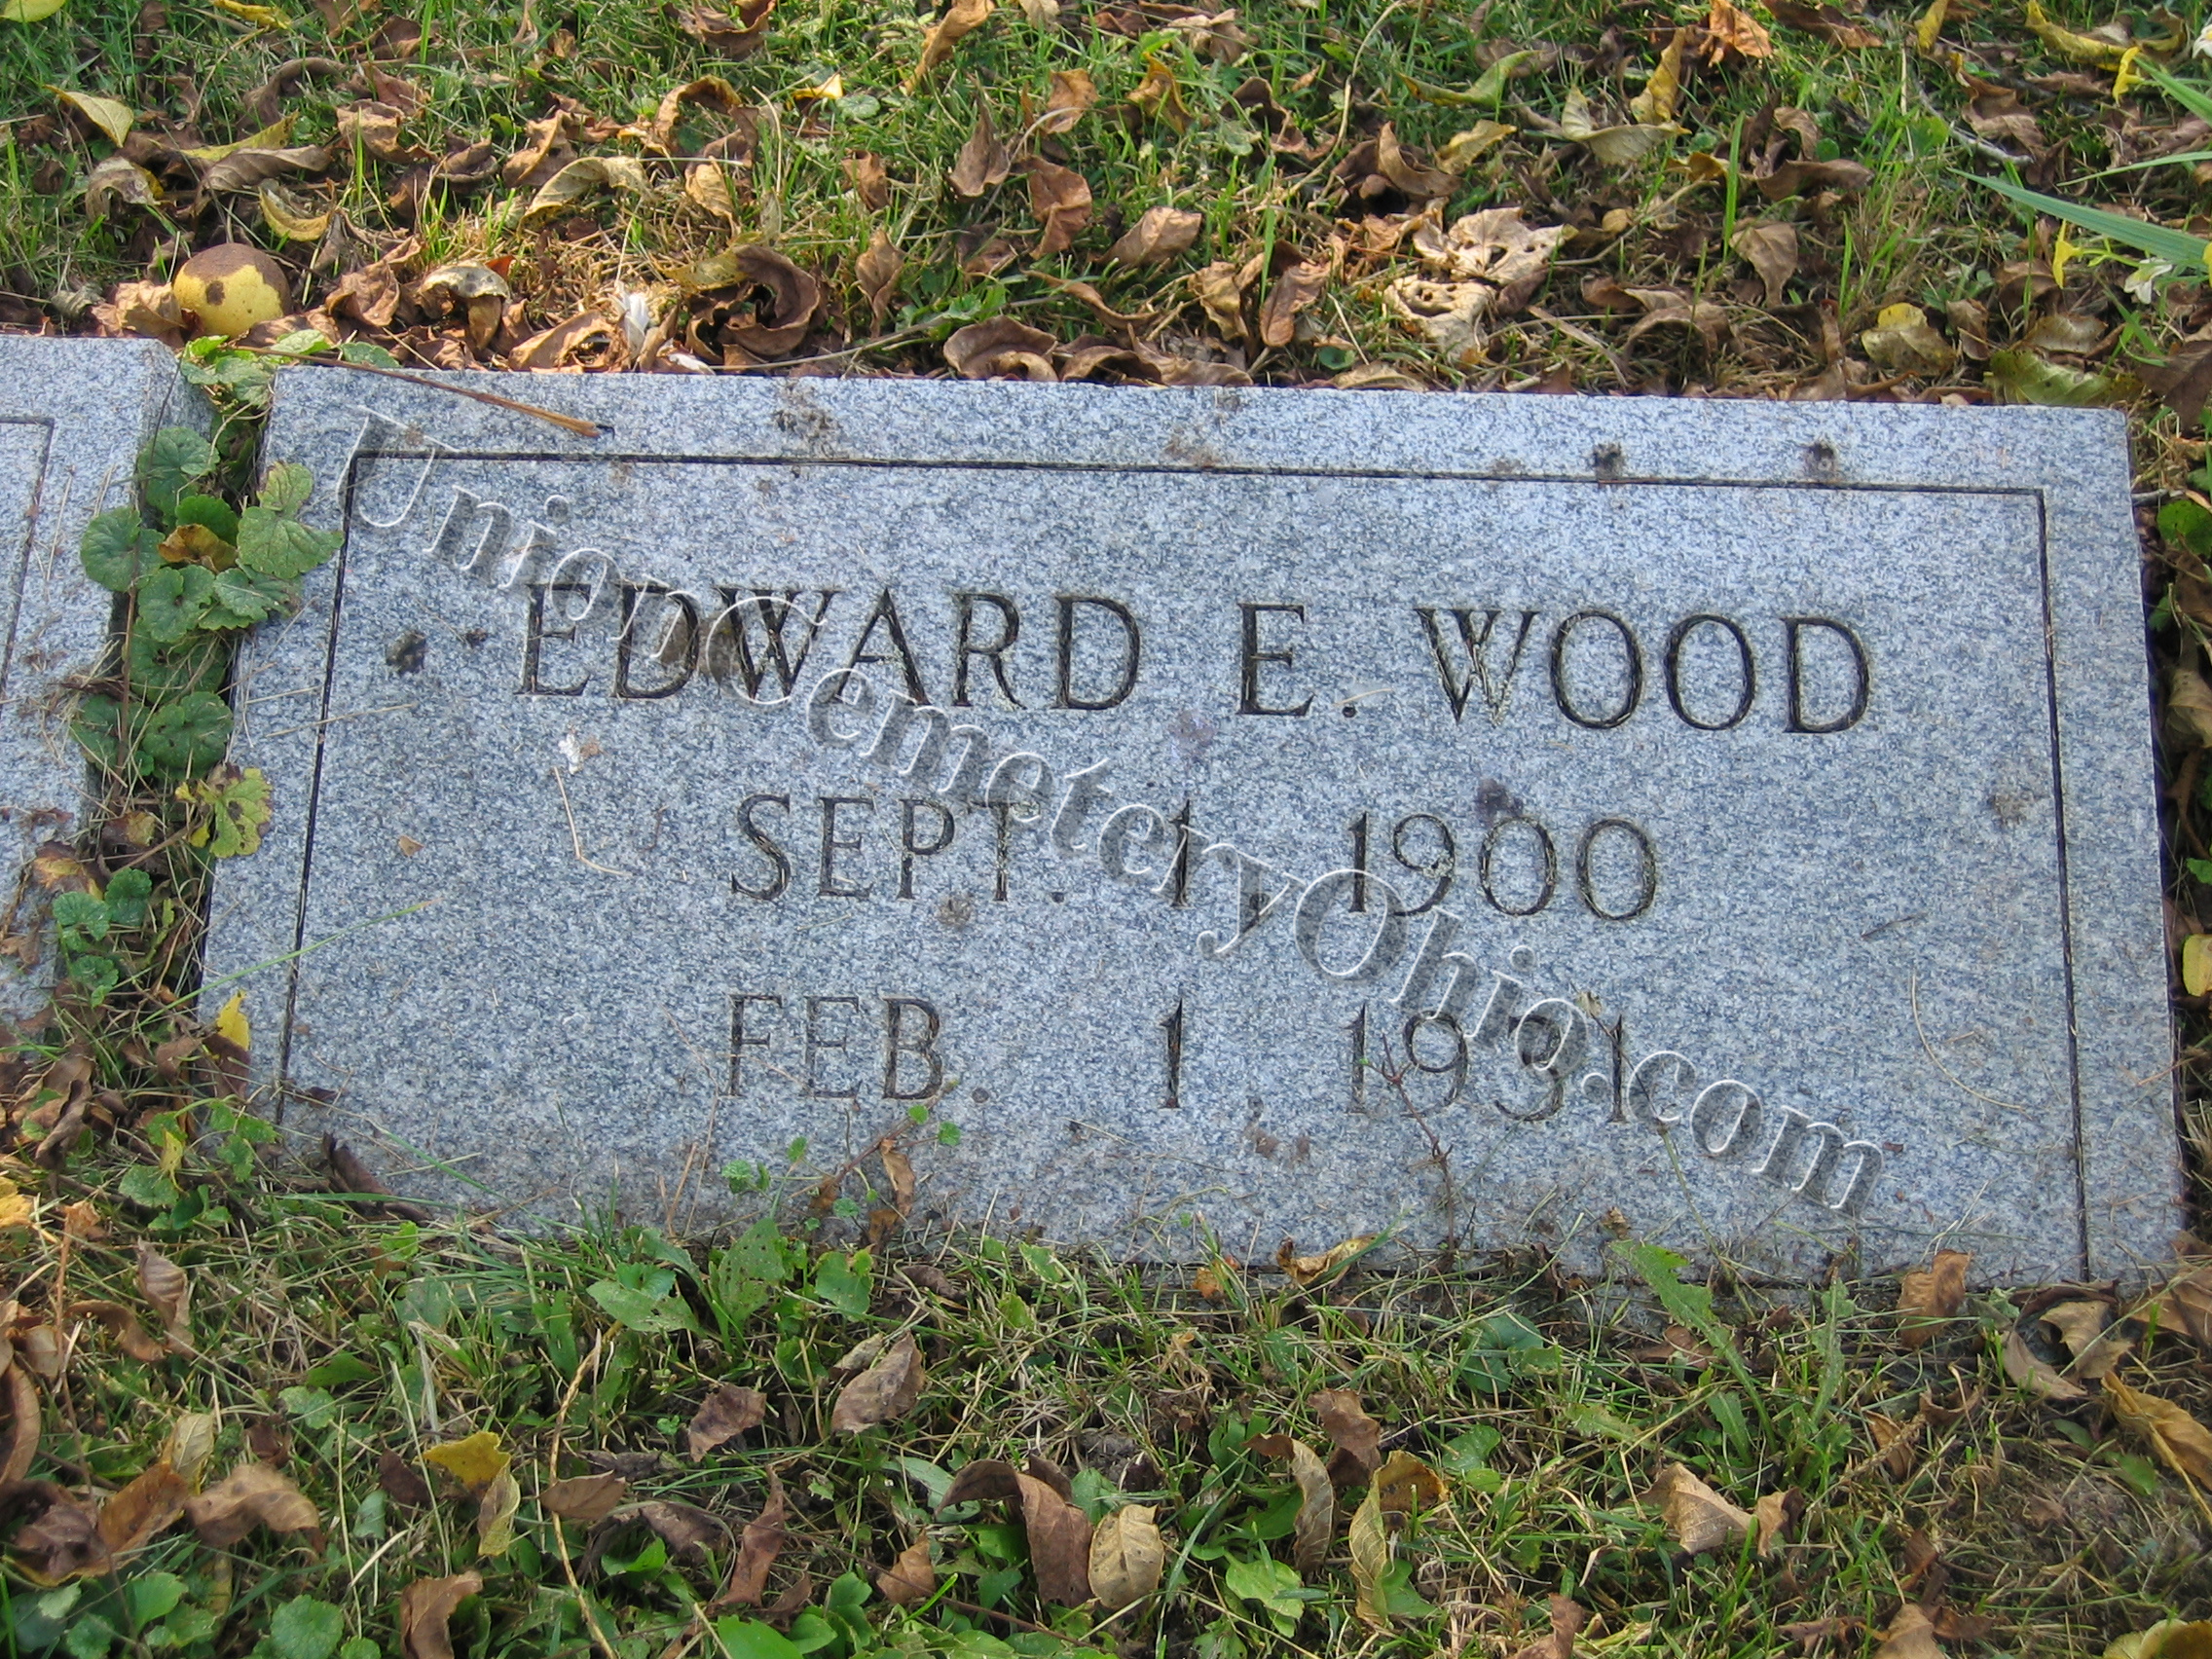 EDWARD E. WOOD
SEPT. 1, 1900
FEB. 1, 1931
UnionCemeteryOhio.com